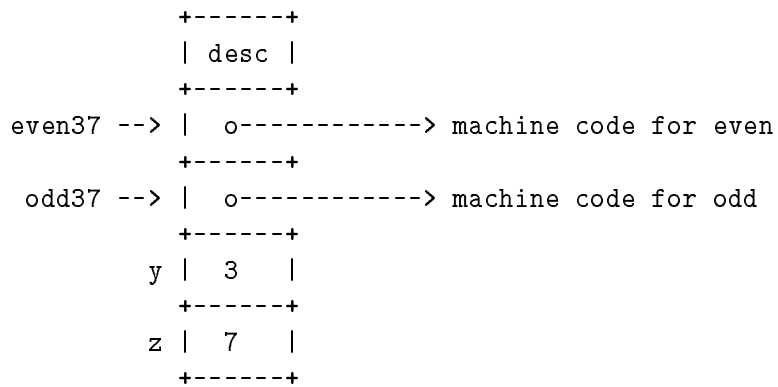 +------+
| desc |
+------+
even37 --> | o------------> machine code for even
+------+
odd37 --> | o------------> machine code for odd
+------+
y | 3 |
+------+
z | 7 |
+------+